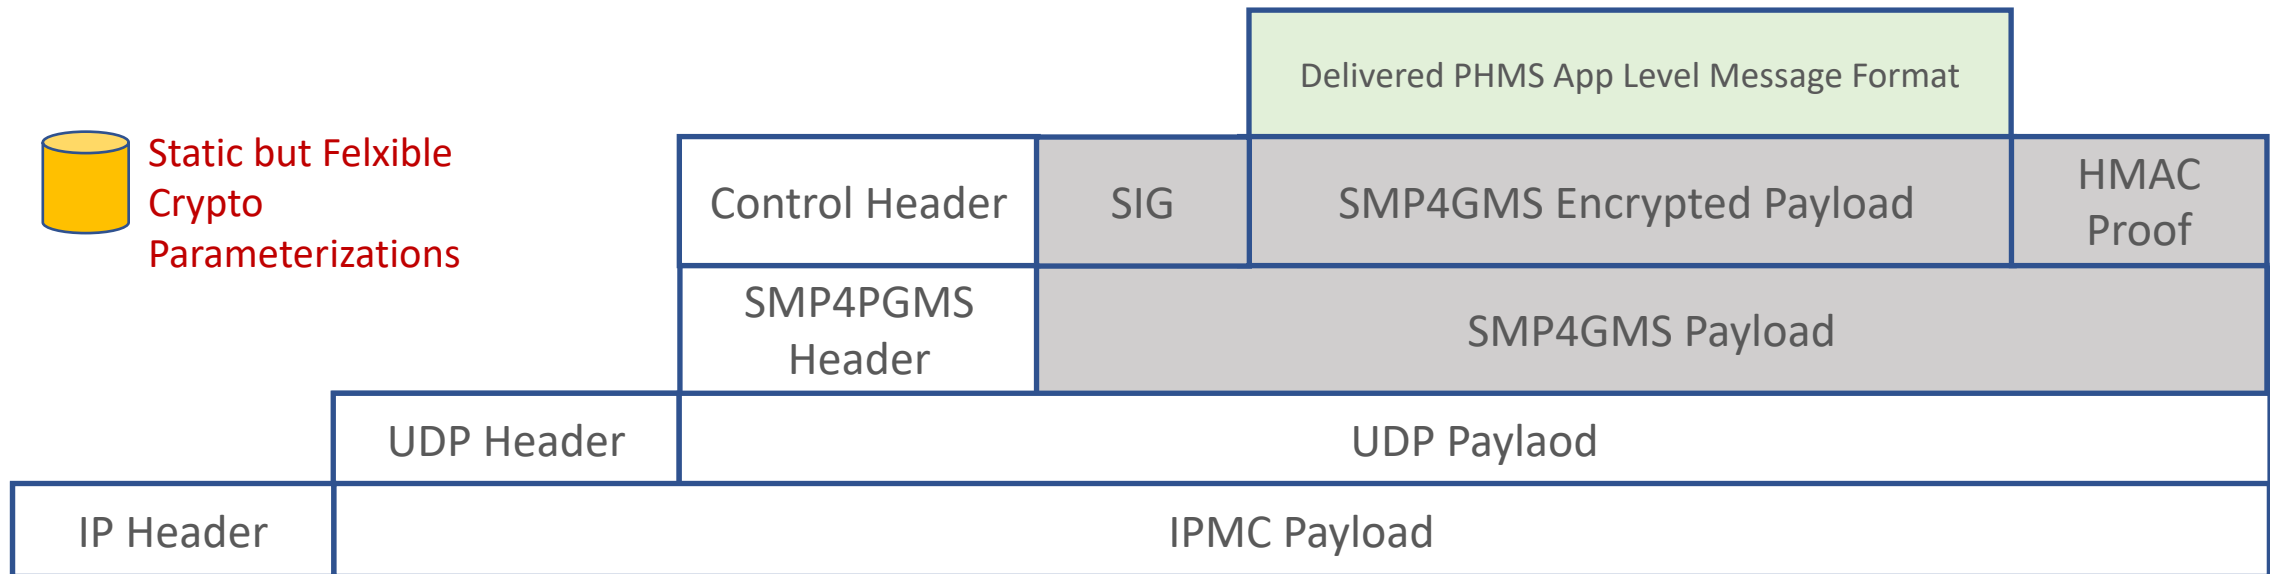 Delivered PHMS App Level Message Format
Static but Felxible
Crypto
Parameterizations
Control Header
SIG
SMP4GMS Encrypted Payload
HMAC
Proof
SMP4PGMS
Header
SMP4GMS Payload
UDP Header
UDP Paylaod
IP Header
IPMC Payload